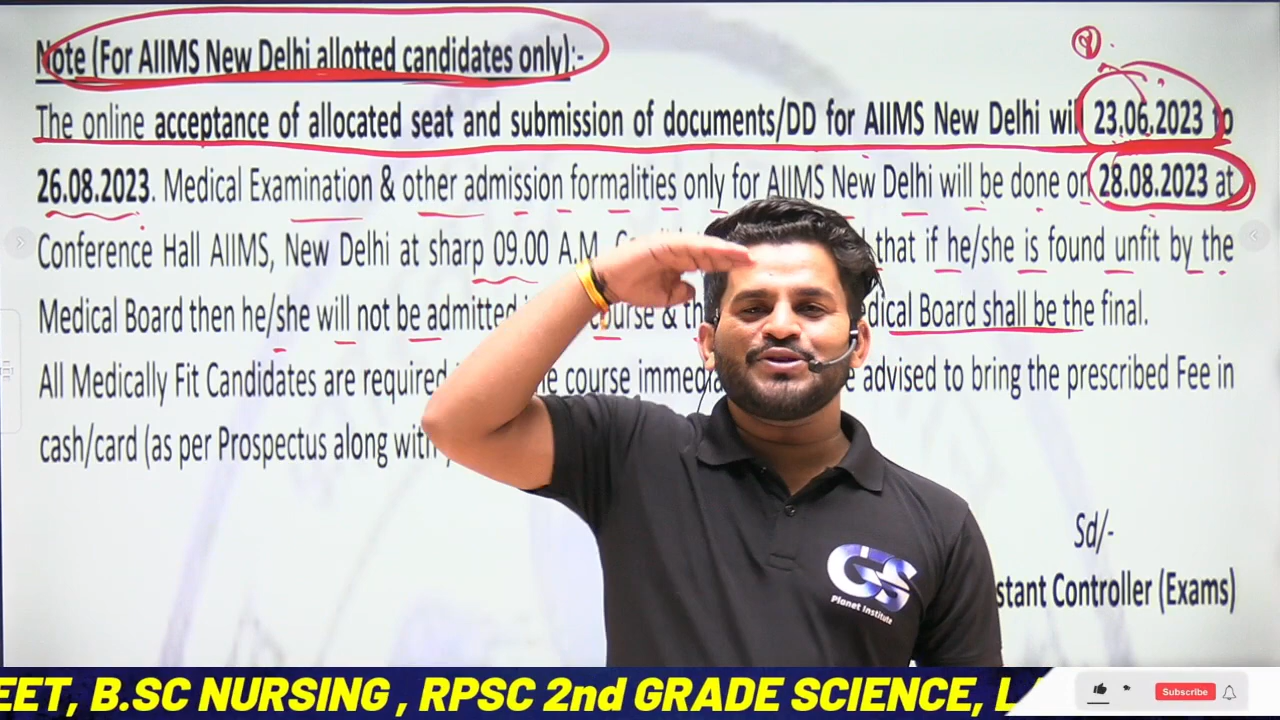 Note (For AIIMS New Delhi allotted candidates only):-
The online acceptance of allocated seat and submission of documents/DD for AIIMS New Delhi wil 23.06.2023 to
26.08.2023. Medical Examination & other admission formalities only for AIIMS New Delhi will be done on 28.08.2023 at
Conference Hall AIIMS, New Delhi at sharp 09.00 A.M. that if he/she is found unfit by the
Medical Board then he/she will not be admitted course & th dical Board shall be the final.
All Medically Fit Candidates are required e course immedia e advised to bring the prescribed Fee in
cash/card (as per Prospectus along with
Sd/-
stant Controller (Exams)
GS
Planet Institute
EET, B.SC NURSING , RPSC 2nd GRADE SCIENCE, L
Subscribe